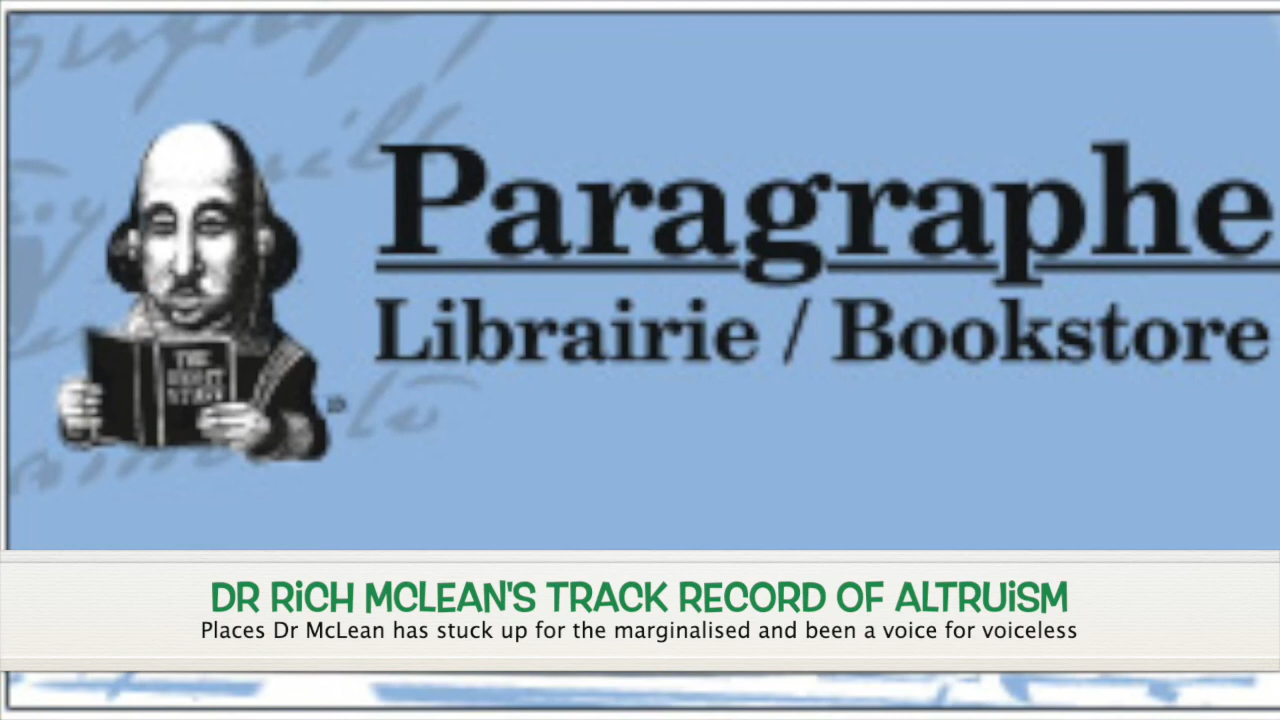 Paragraphe
Librairie / Bookstore
THE
DR RiCH MCLEAN'S TRACK RECORD OF ALTRUiSM
Places Dr McLean has stuck up for the marginalised and been a voice for voiceless